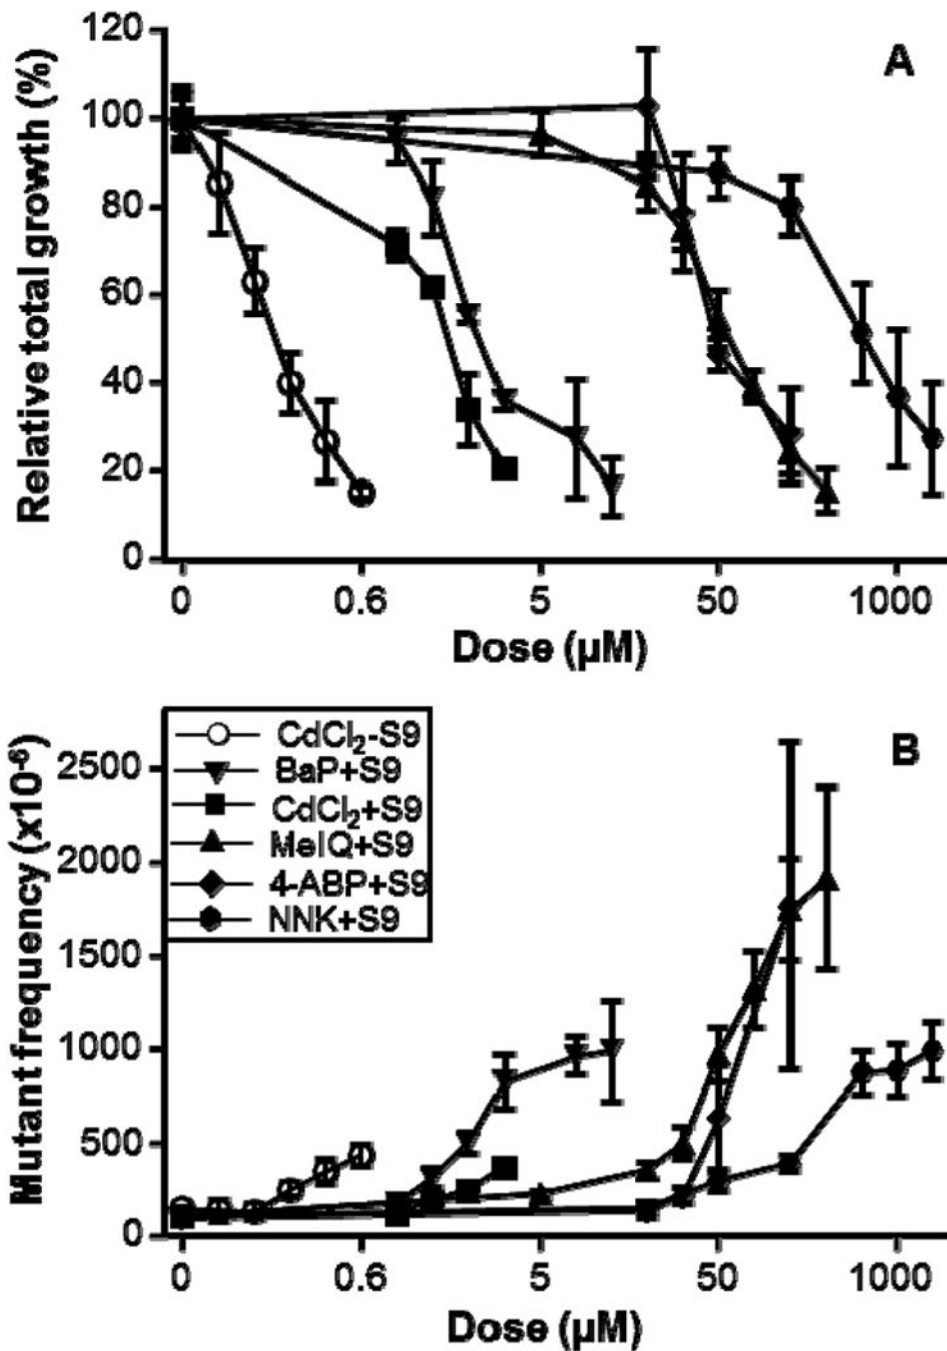 A
Relative total growth (%)
120
100
80
60
40
20
0
0 0.6 5 50 1000
Dose (µM)
B
Mutant frequency (x10⁻⁶)
2500
2000
1500
1000
500
0
CdCl₂-S9
BaP+S9
CdCl₂+S9
MeIQ+S9
4-ABP+S9
NNK+S9
0 0.6 5 50 1000
Dose (µM)